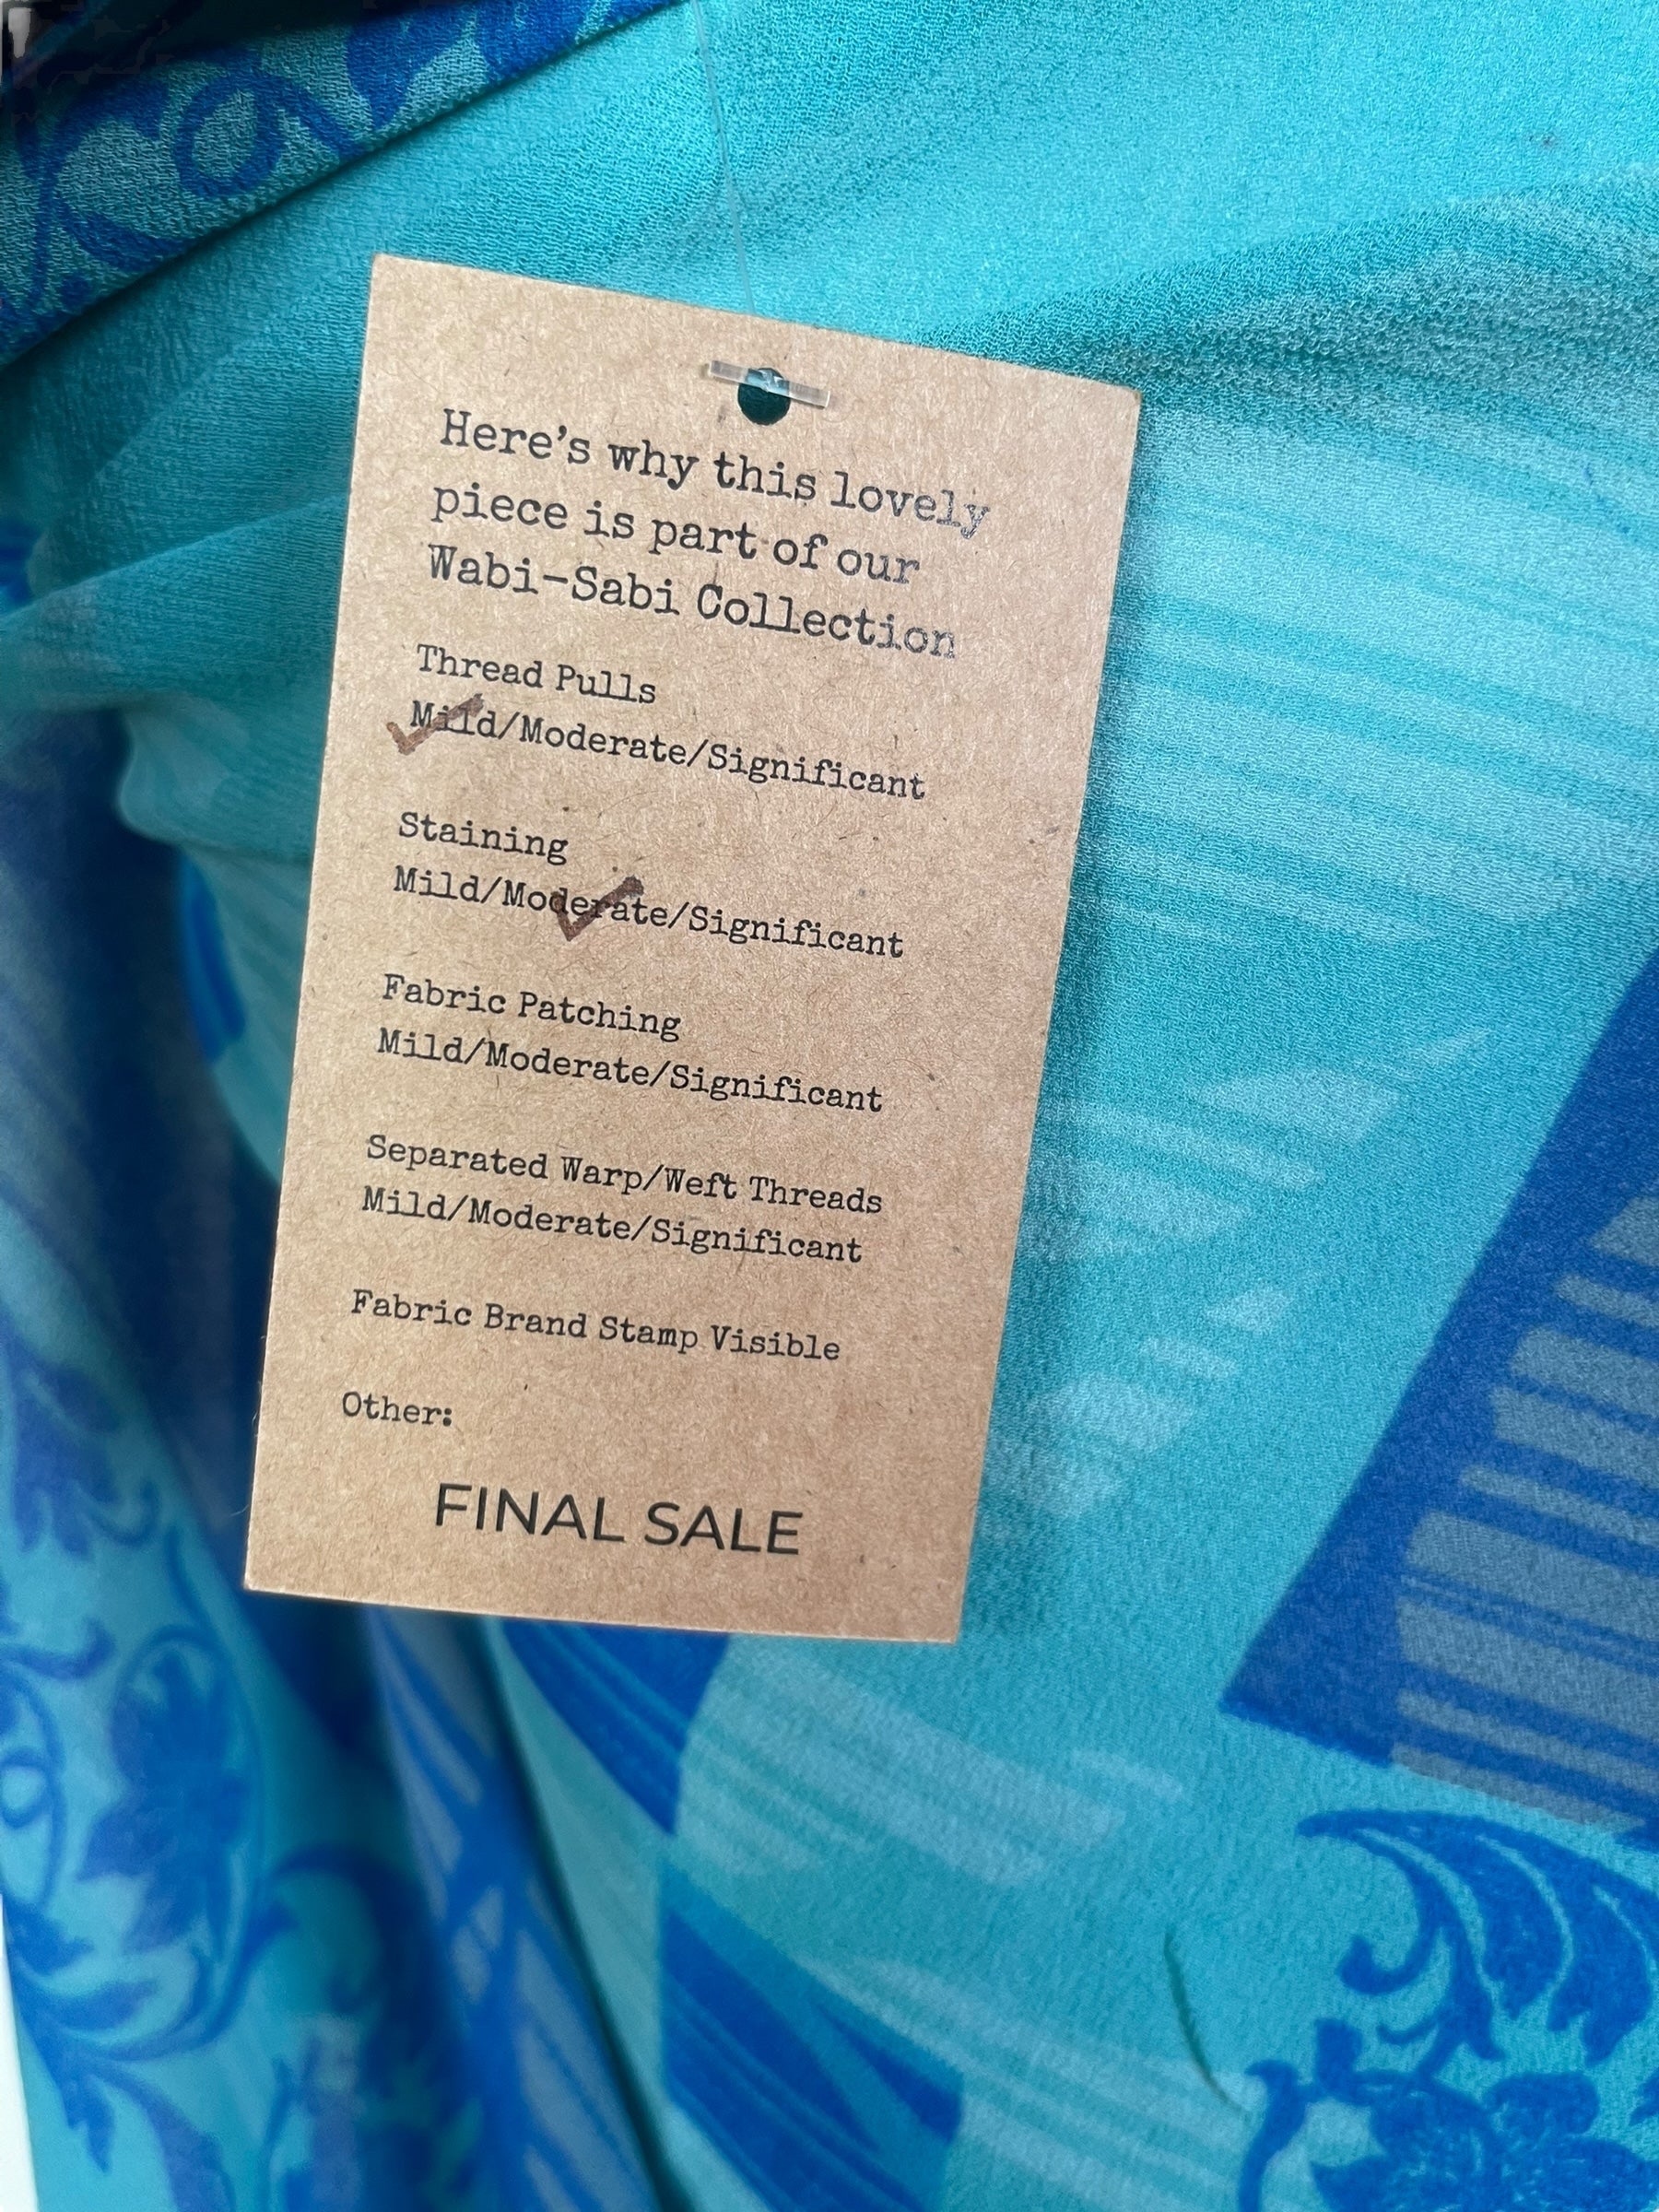 Here's why this lovely
piece is part of our
Wabi-Sabi Collection
Thread Pulls
Mild/Moderate/Significant
Staining
Mild/Moderate/Significant
Fabric Patching
Mild/Moderate/Significant
Separated Warp/Weft Threads
Mild/Moderate/Significant
Fabric Brand Stamp Visible
Other:
FINAL SALE